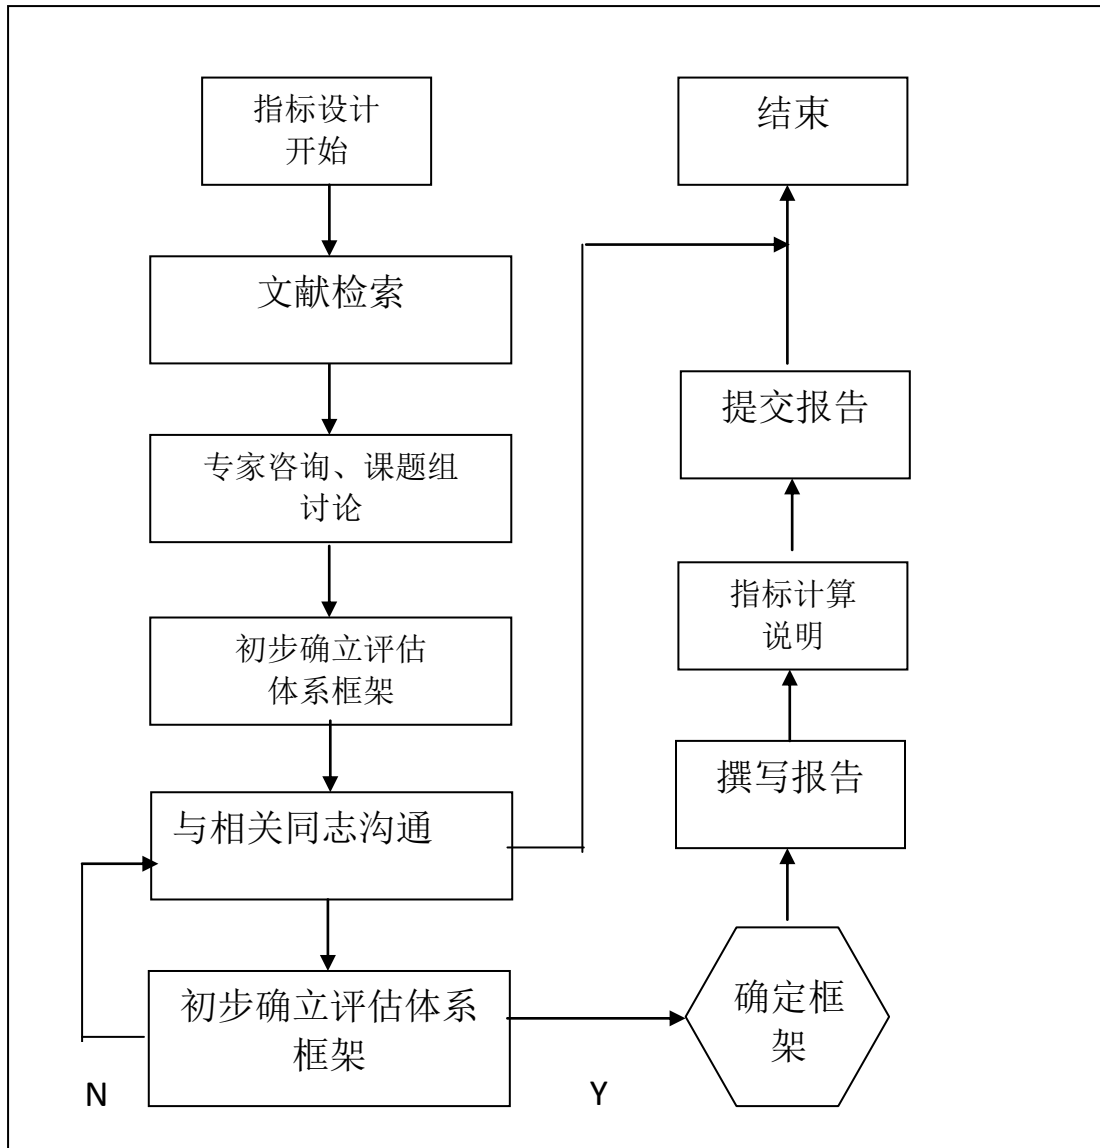 指标设计
开始
文献检索
专家咨询、课题组
讨论
初步确立评估
体系框架
与相关同志沟通
初步确立评估体系
框架
N
Y
确定框
架
撰写报告
指标计算
说明
提交报告
结束